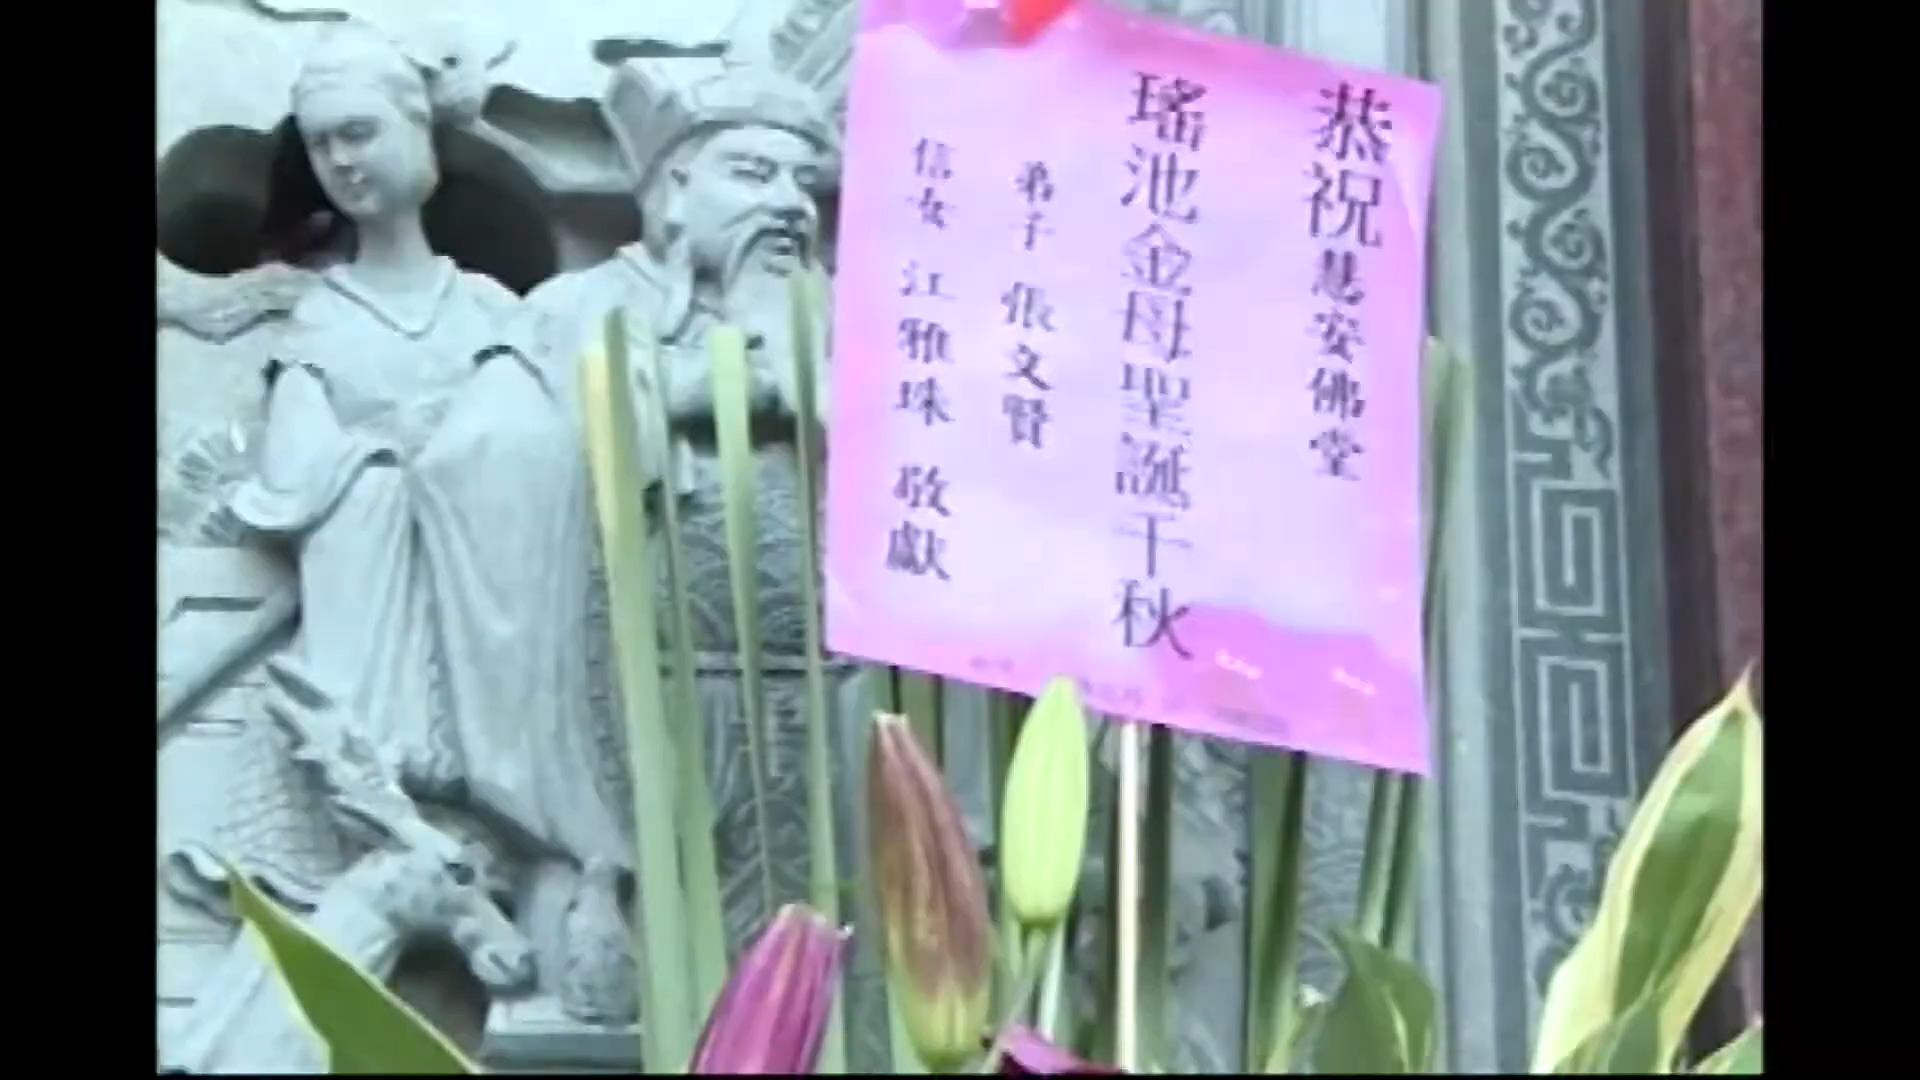 恭祝慧安佛堂
瑤池金母聖誕千秋
弟子 張文賢
信女 江雅珠 敬獻